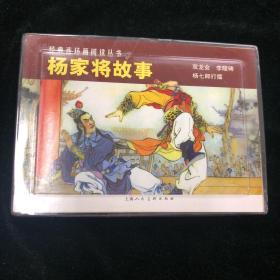 经典连环画阅读丛书
杨家将故事
双龙会 李陵碑
杨七郎打擂
上海人民美术出版社